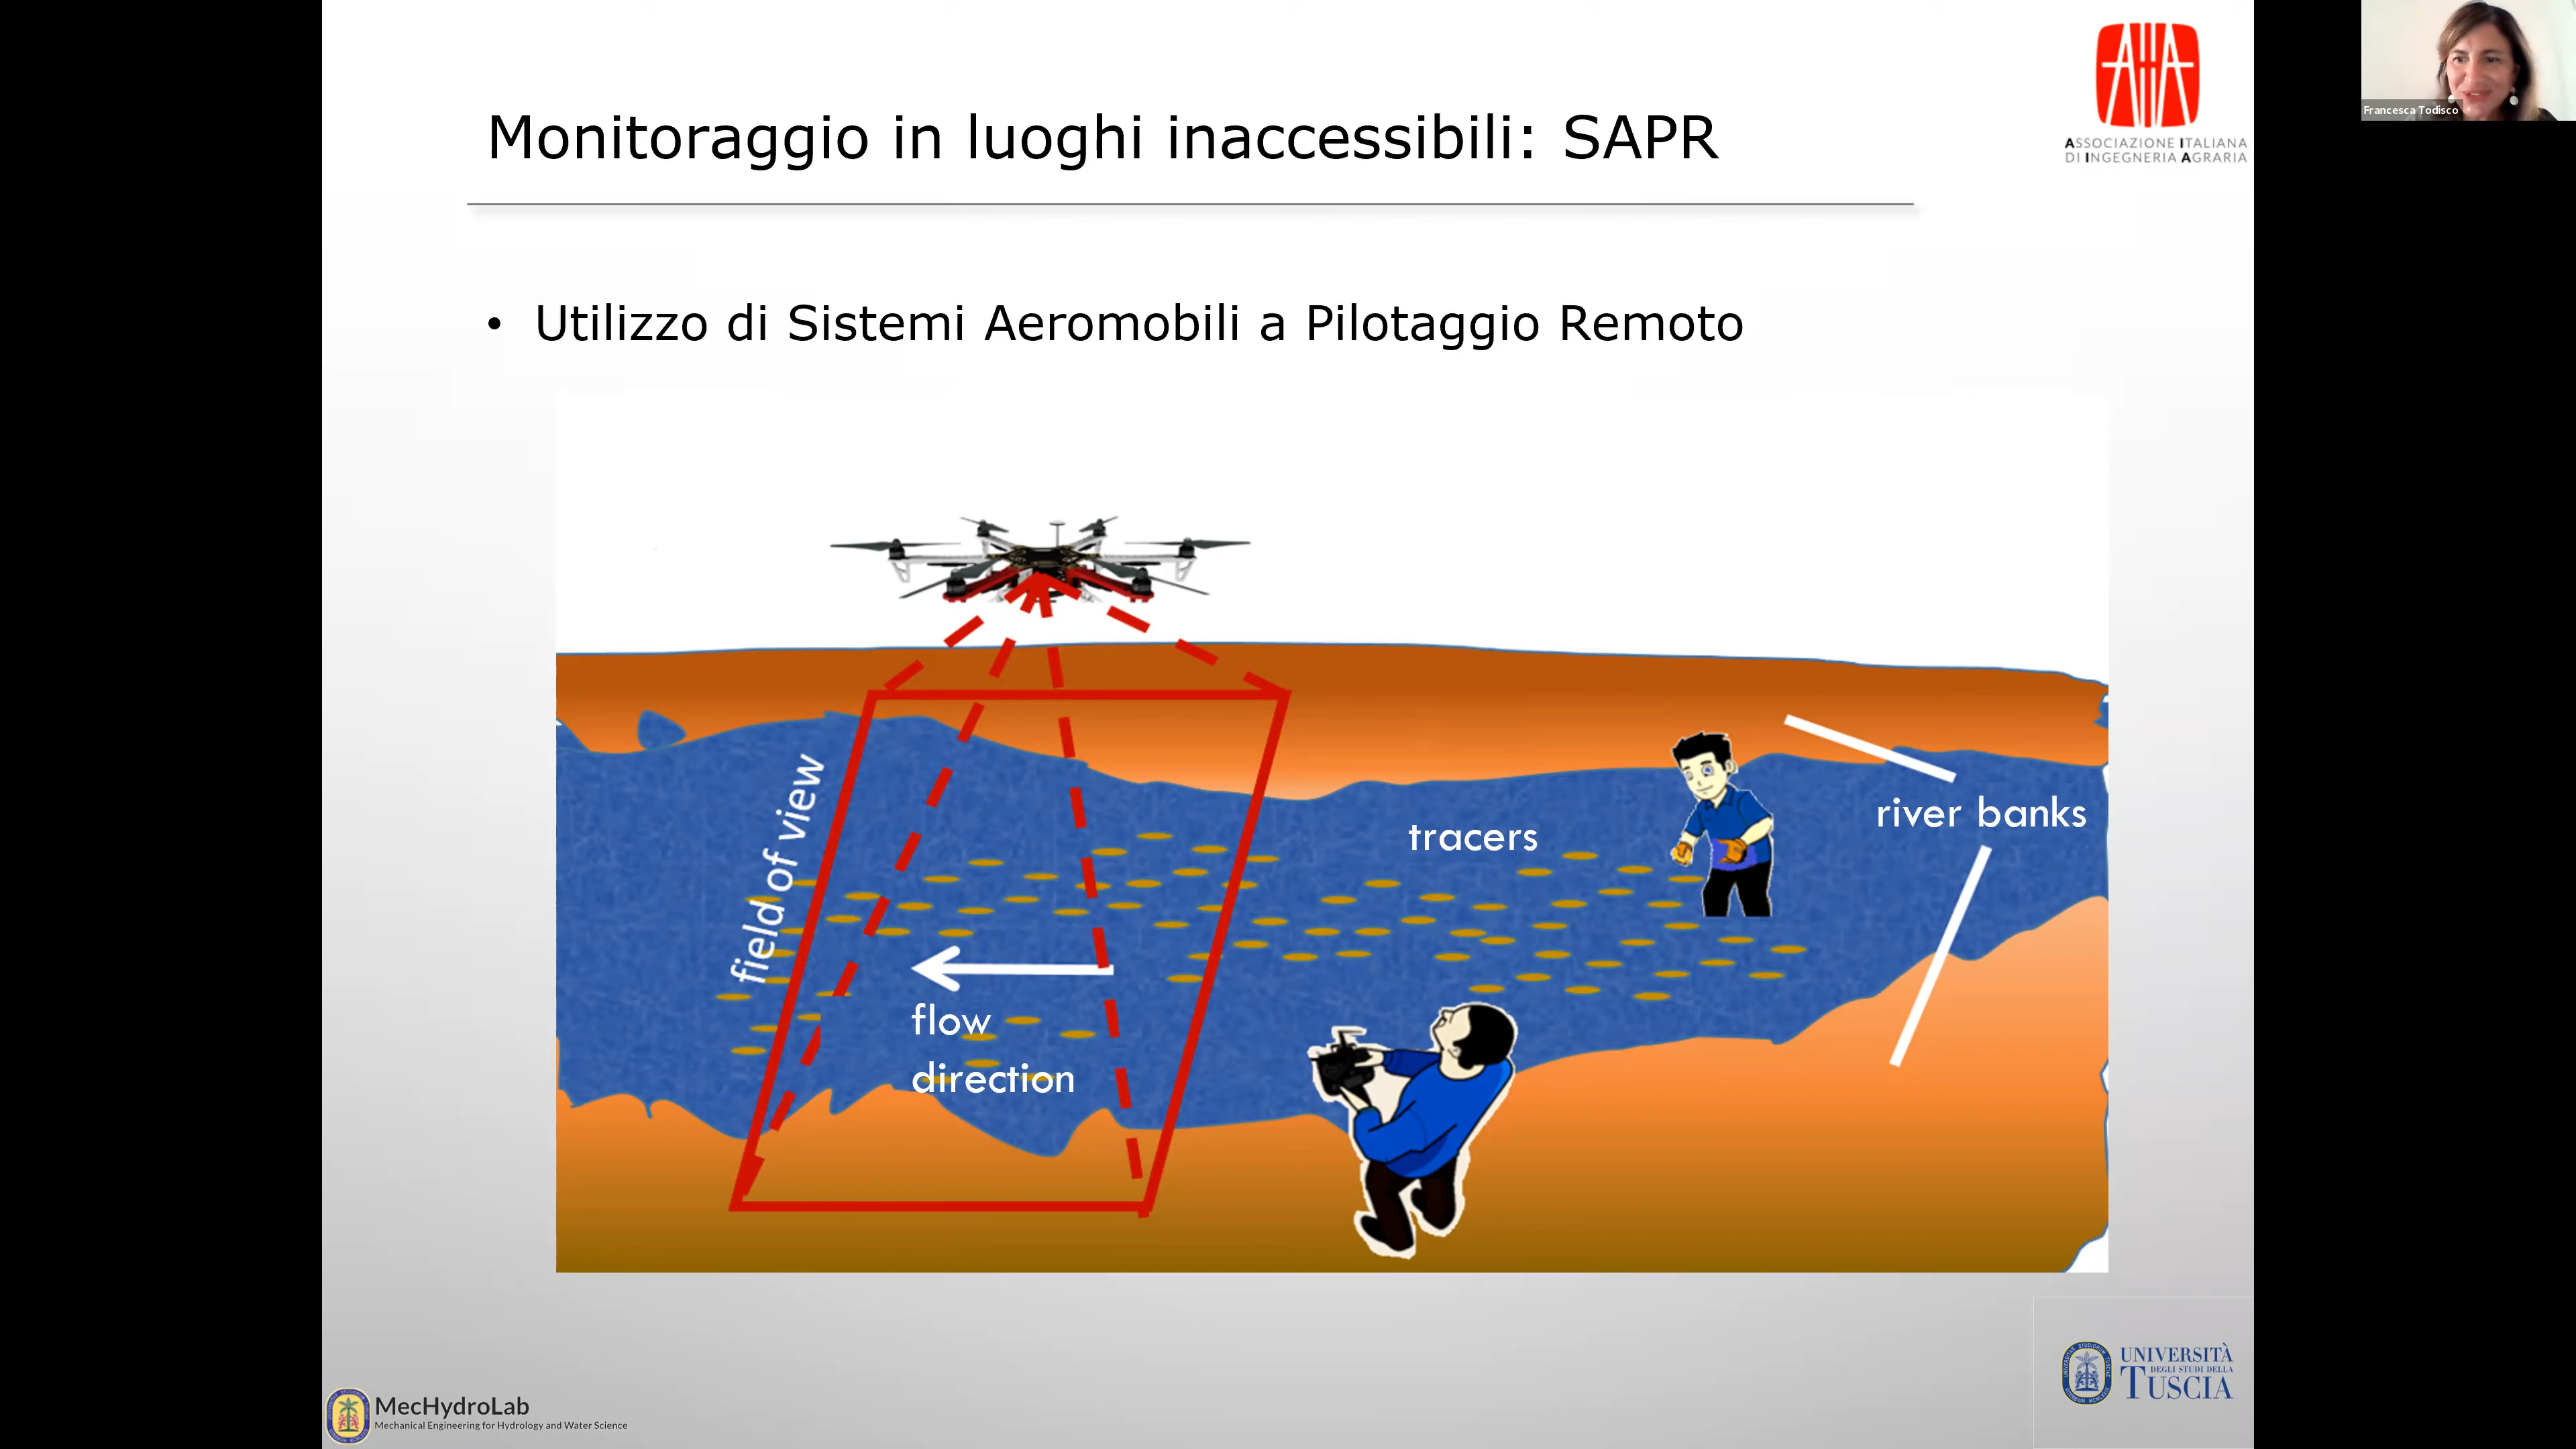 Monitoraggio in luoghi inaccessibili: SAPR
AIIA
ASSOCIAZIONE ITALIANA
DI INGEGNERIA AGRARIA
Francesca Todisco
• Utilizzo di Sistemi Aeromobili a Pilotaggio Remoto
field of view
tracers
river banks
flow
direction
MecHydroLab
Mechanical Engineering for Hydrology and Water Science
UNIVERSITÀ
DEGLI STUDI DELLA
TUSCIA